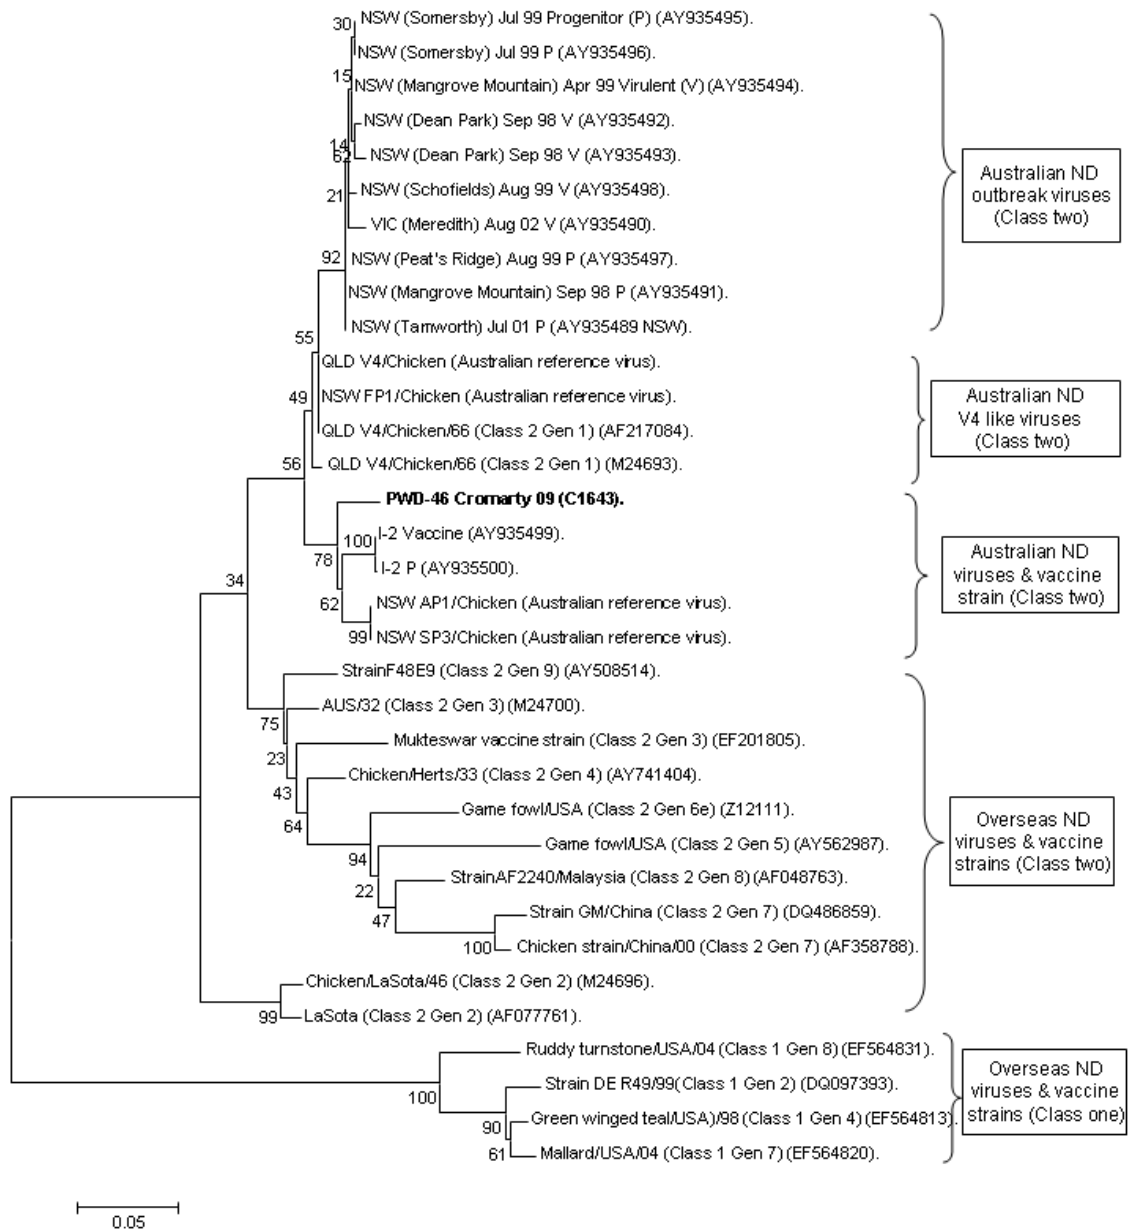 30
NSW (Somersby) Jul 99 Progenitor (P) (AY935495).
NSW (Somersby) Jul 99 P (AY935496).
15
NSW (Mangrove Mountain) Apr 99 Virulent (V) (AY935494).
NSW (Dean Park) Sep 98 V (AY935492).
14
62
NSW (Dean Park) Sep 98 V (AY935493).
21
NSW (Schofields) Aug 99 V (AY935498).
VIC (Meredith) Aug 02 V (AY935490).
92
NSW (Peat's Ridge) Aug 99 P (AY935497).
NSW (Mangrove Mountain) Sep 98 P (AY935491).
NSW (Tamworth) Jul 01 P (AY935489 NSW).
Australian ND
outbreak viruses
(Class two)
55
QLD V4/Chicken (Australian reference virus).
49
NSW FP1/Chicken (Australian reference virus).
QLD V4/Chicken/66 (Class 2 Gen 1) (AF217084).
56
QLD V4/Chicken/66 (Class 2 Gen 1) (M24693).
Australian ND
V4 like viruses
(Class two)
PWD-46 Cromarty 09 (C1643).
100
I-2 Vaccine (AY935499).
78
I-2 P (AY935500).
34
62
NSW AP1/Chicken (Australian reference virus).
99
NSW SP3/Chicken (Australian reference virus).
Australian ND
viruses & vaccine
strain (Class two)
StrainF48E9 (Class 2 Gen 9) (AY508514).
75
AUS/32 (Class 2 Gen 3) (M24700).
23
Mukteswar vaccine strain (Class 2 Gen 3) (EF201805).
43
Chicken/Herts/33 (Class 2 Gen 4) (AY741404).
64
Game fowl/USA (Class 2 Gen 6e) (Z12111).
94
Game fowl/USA (Class 2 Gen 5) (AY562987).
22
StrainAF2240/Malaysia (Class 2 Gen 8) (AF048763).
47
Strain GM/China (Class 2 Gen 7) (DQ486859).
100
Chicken strain/China/00 (Class 2 Gen 7) (AF358788).
Chicken/LaSota/46 (Class 2 Gen 2) (M24696).
99
LaSota (Class 2 Gen 2) (AF077761).
Overseas ND
viruses & vaccine
strains (Class two)
Ruddy turnstone/USA/04 (Class 1 Gen 8) (EF564831).
100
Strain DE R49/99(Class 1 Gen 2) (DQ097393).
90
Green winged teal/USA)/98 (Class 1 Gen 4) (EF564813).
61
Mallard/USA/04 (Class 1 Gen 7) (EF564820).
Overseas ND
viruses & vaccine
strains (Class one)
0.05